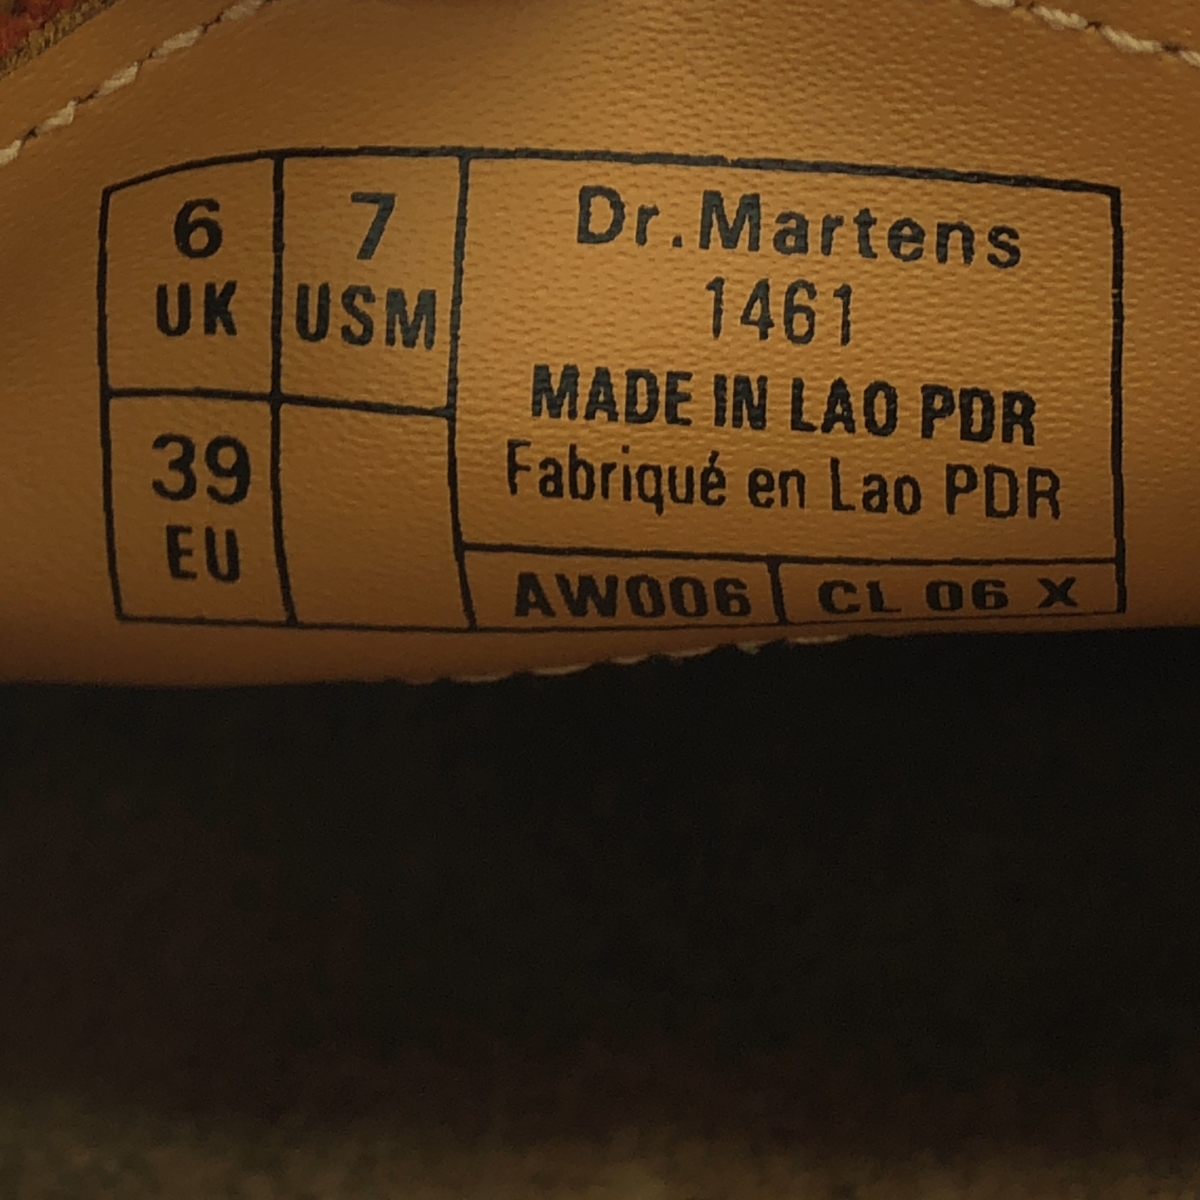 6
UK
7
USM
39
EU
Dr.Martens
1461
MADE IN LAO PDR
Fabriqué en Lao PDR
AW006
CL 06 X